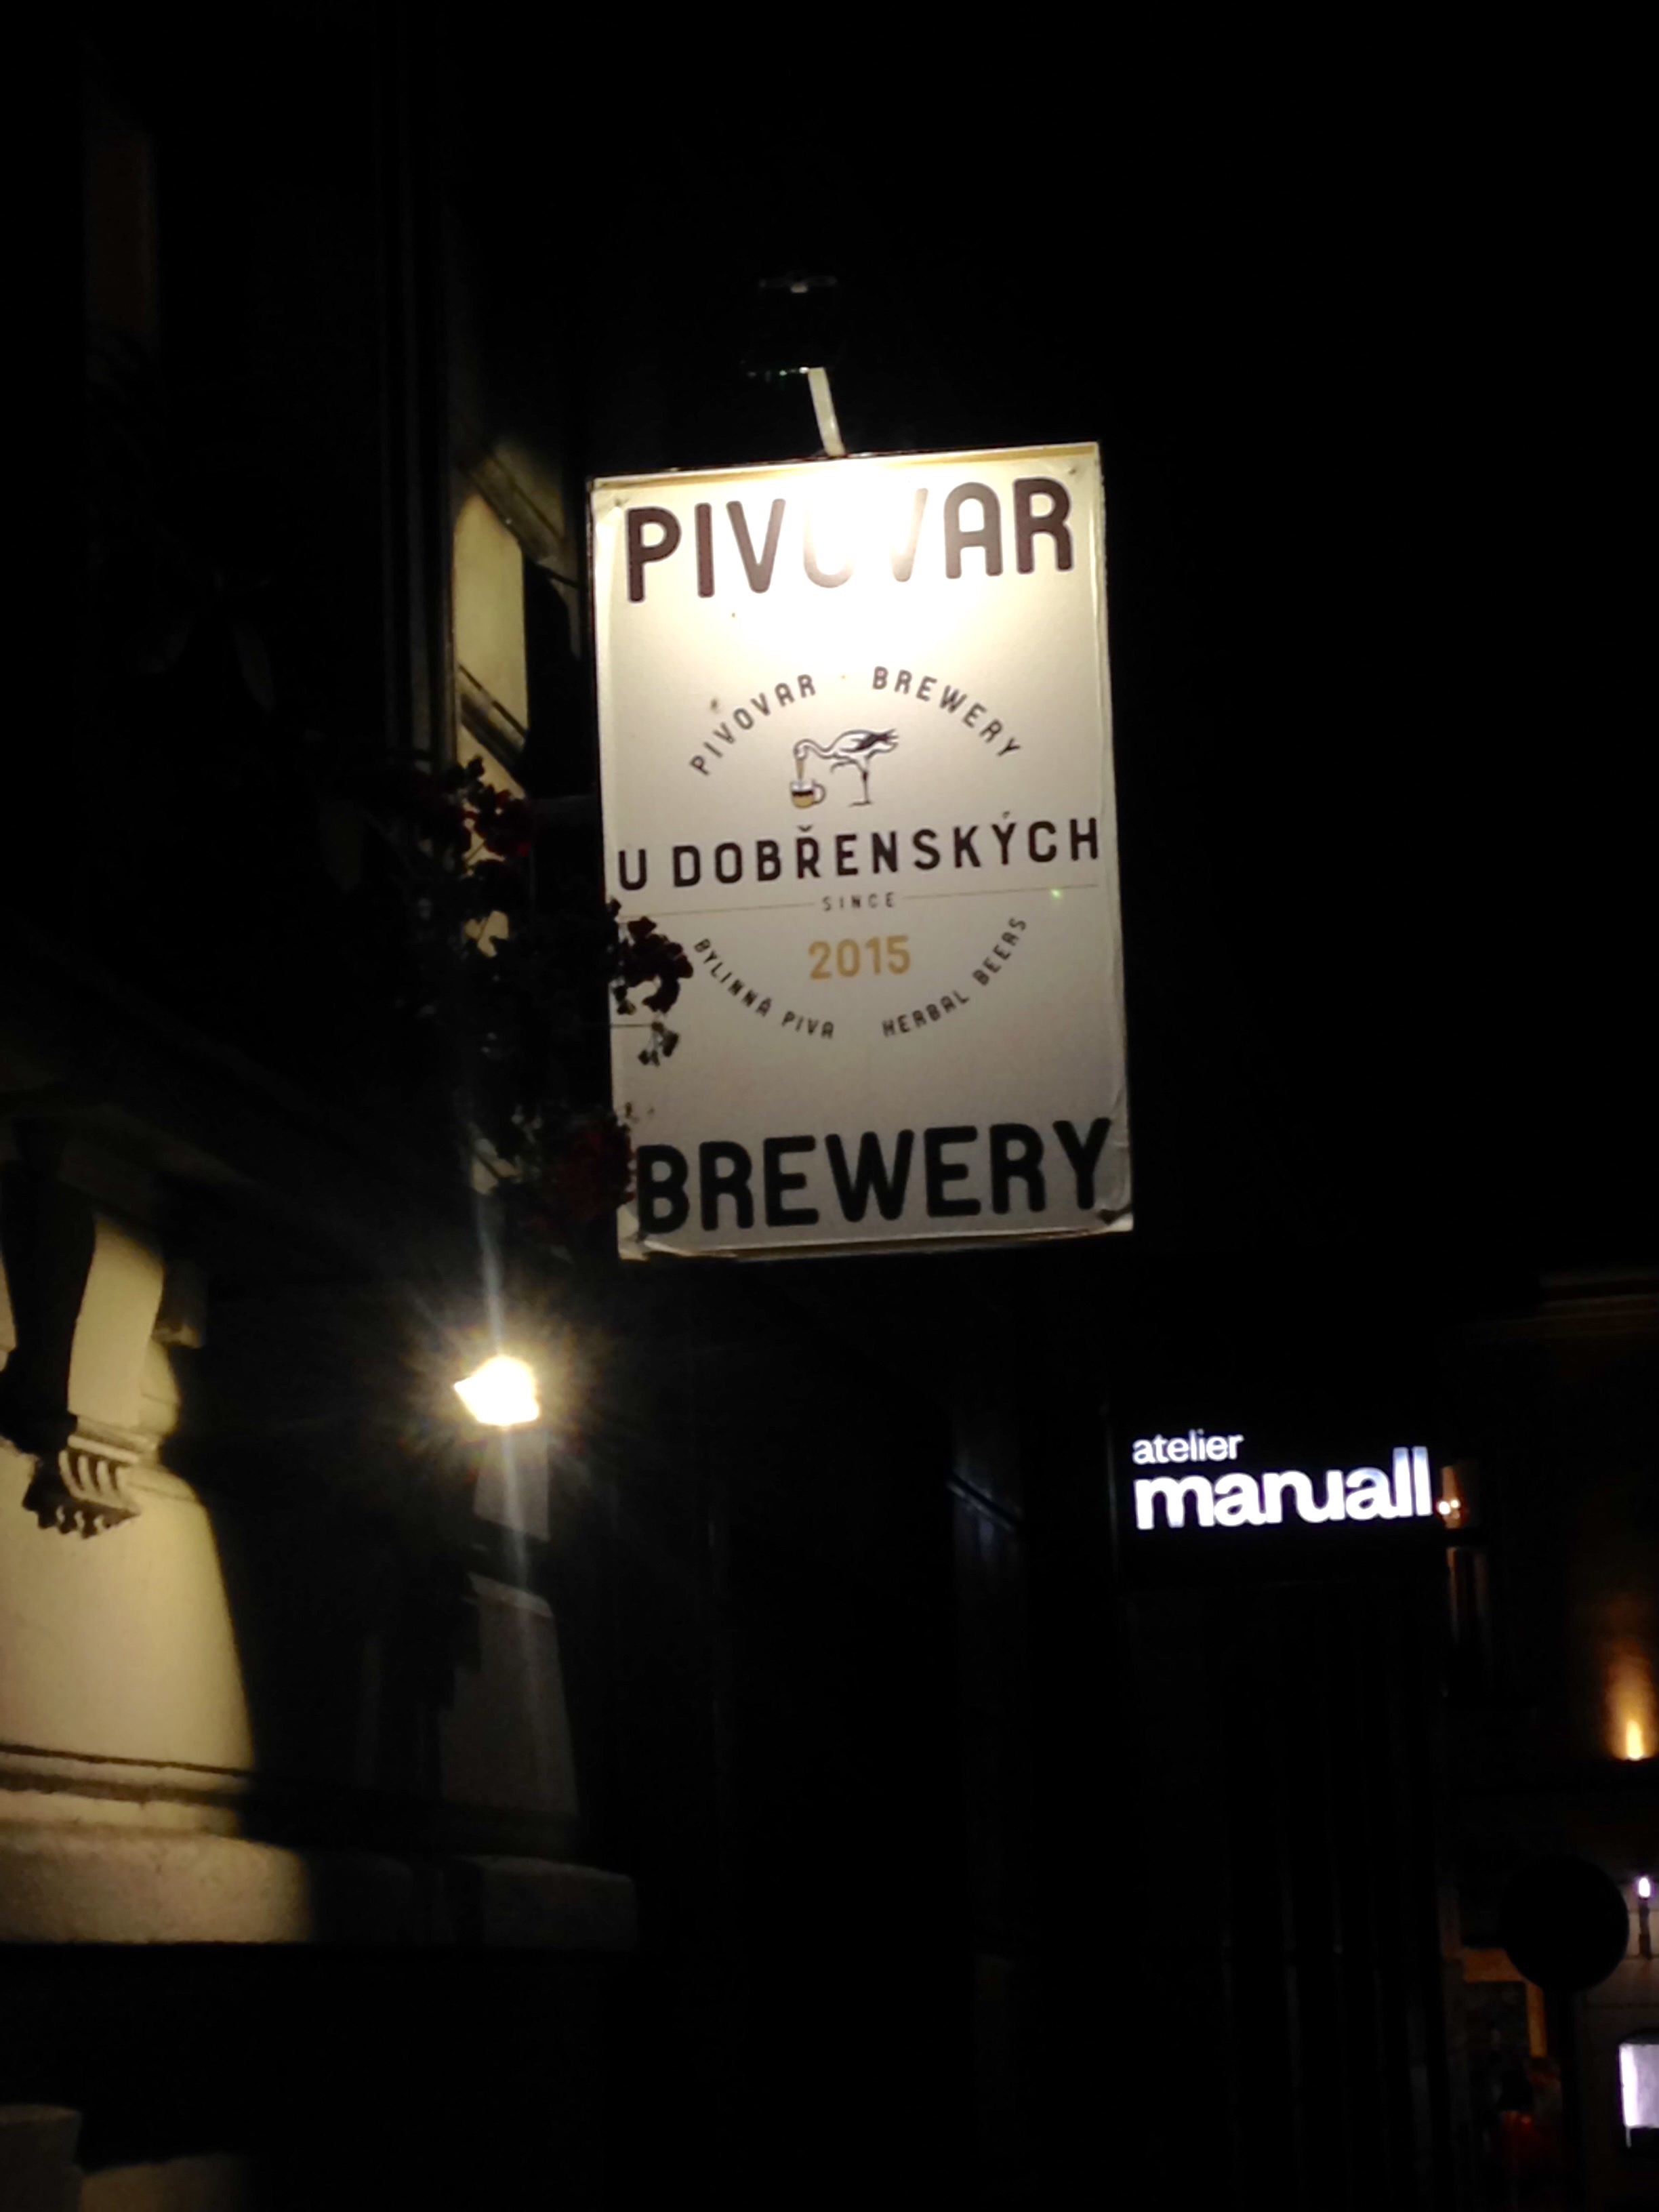 PIVOVAR
PIVOVAR · BREWERY
U DOBŘENSKÝCH
SINCE
2015
BYLINNÁ PIVA HERBAL BEERS
BREWERY
atelier
manuall.